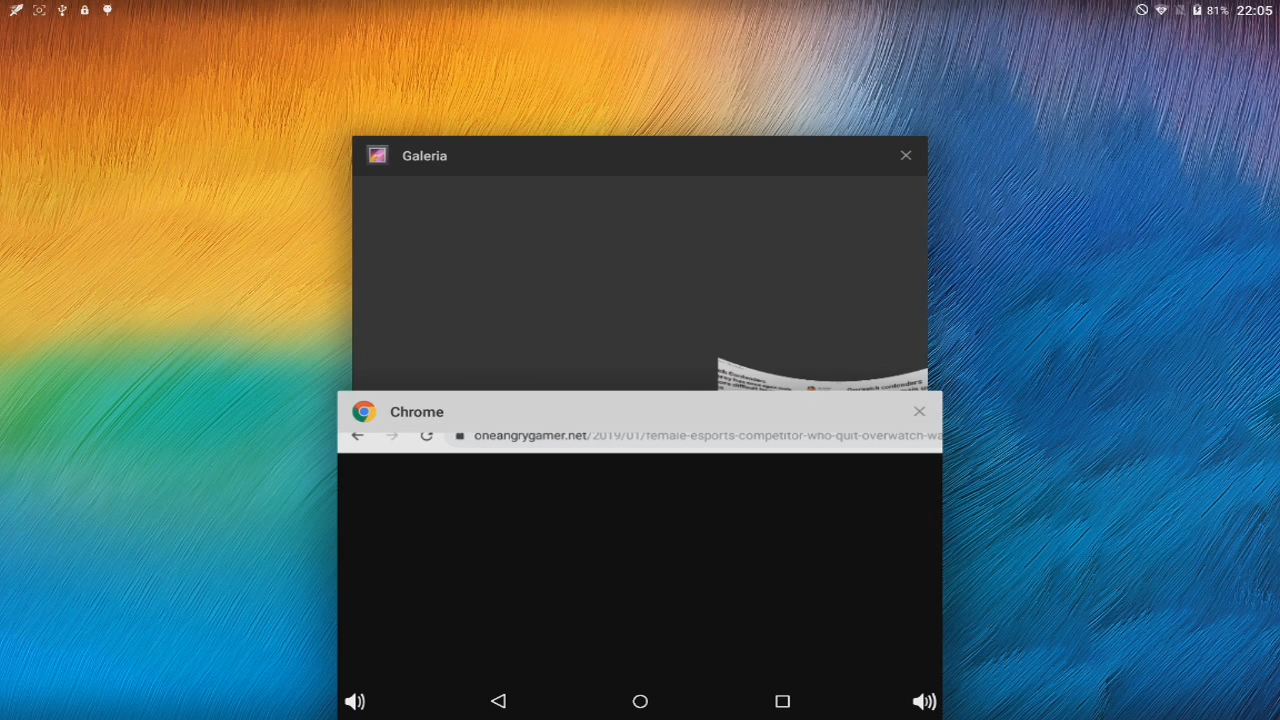 81% 22:05
Galeria
Chrome
oneangrygamer.net/2019/01/female-esports-competitor-who-quit-overwatch-wa